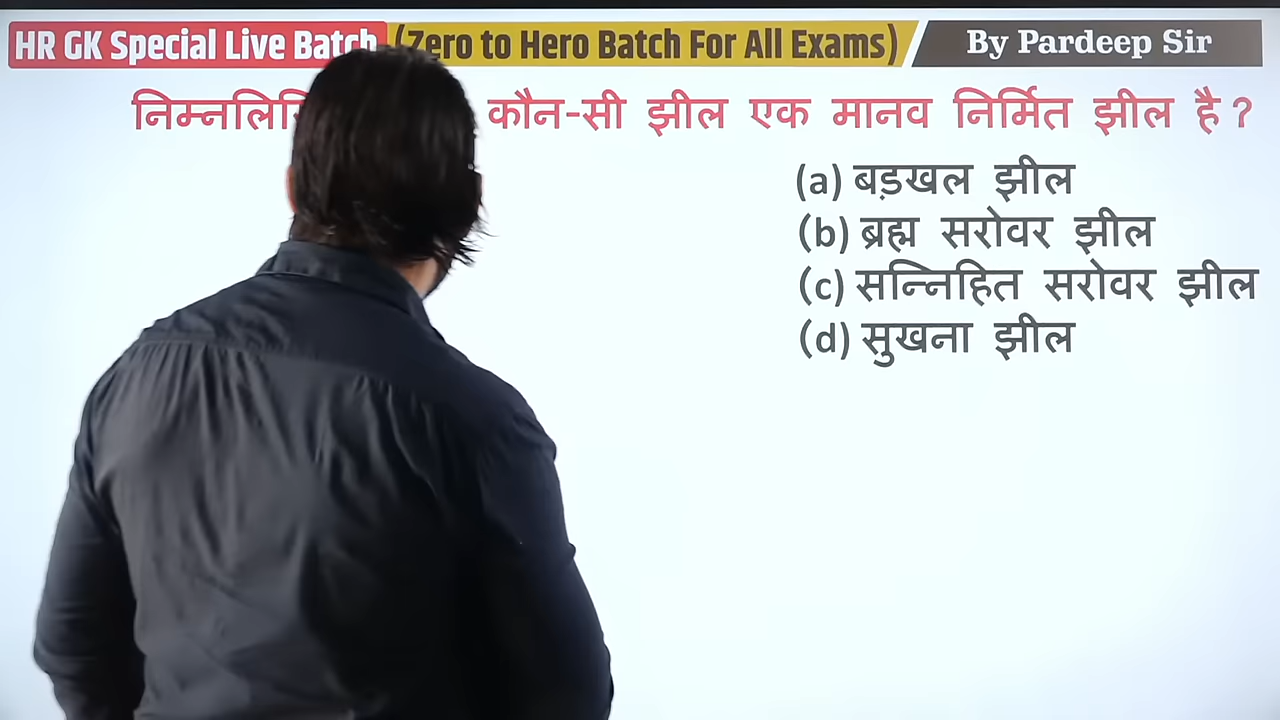 HR GK Special Live Batch (Zero to Hero Batch For All Exams) By Pardeep Sir
कौन-सी झील एक मानव निर्मित झील है ?
(a) बड़खल झील
(b) ब्रह्म सरोवर झील
(c) सन्निहित सरोवर झील
(d) सुखना झील